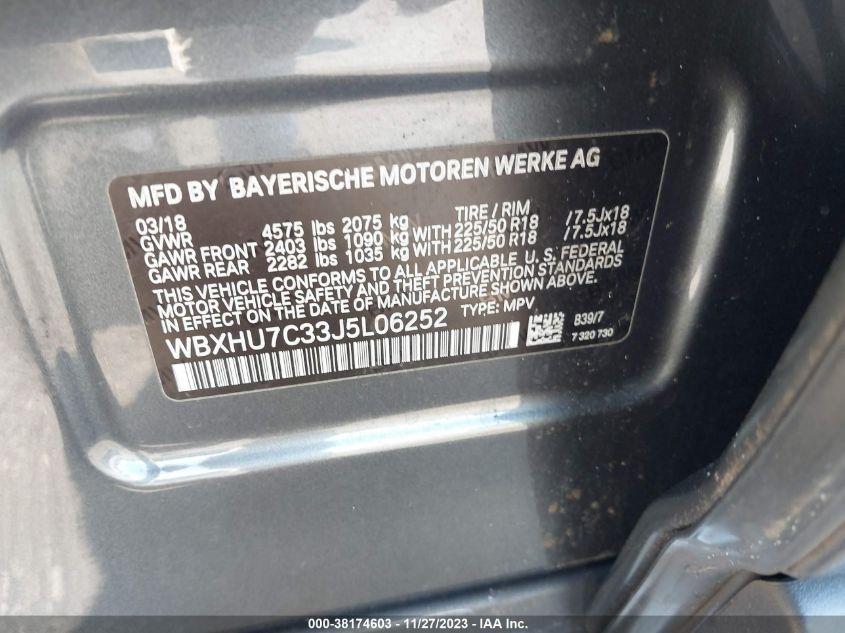 MFD BY BAYERISCHE MOTOREN WERKE AG
03/18 TIRE / RIM
GVWR 4575 lbs 2075 kg
GAWR FRONT 2403 lbs 1090 kg WITH 225/50 R18 /7.5Jx18
GAWR REAR 2282 lbs 1035 kg WITH 225/50 R18 /7.5Jx18
THIS VEHICLE CONFORMS TO ALL APPLICABLE U. S. FEDERAL
MOTOR VEHICLE SAFETY AND THEFT PREVENTION STANDARDS
IN EFFECT ON THE DATE OF MANUFACTURE SHOWN ABOVE.
WBXHU7C33J5L06252 TYPE: MPV
B39/7
7 320 730
000-38174603 - 11/27/2023 - IAA Inc.